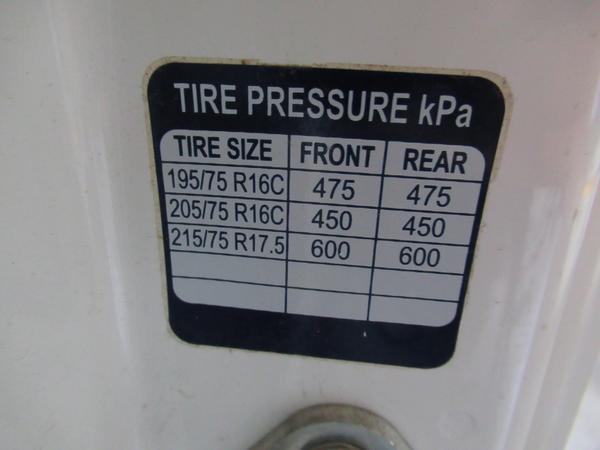 TIRE PRESSURE kPa
TIRE SIZE FRONT REAR
195/75 R16C 475 475
205/75 R16C 450 450
215/75 R17.5 600 600